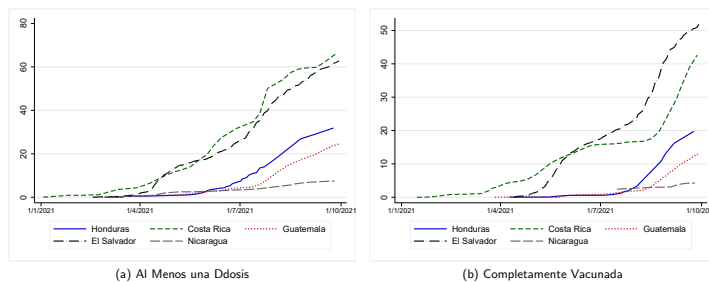 80
60
40
20
0
1/1/2021
1/4/2021
1/7/2021
1/10/2021
Honduras
Costa Rica
Guatemala
El Salvador
Nicaragua
(a) Al Menos una Ddosis
50
40
30
20
10
0
1/1/2021
1/4/2021
1/7/2021
1/10/2021
Honduras
Costa Rica
Guatemala
El Salvador
Nicaragua
(b) Completamente Vacunada